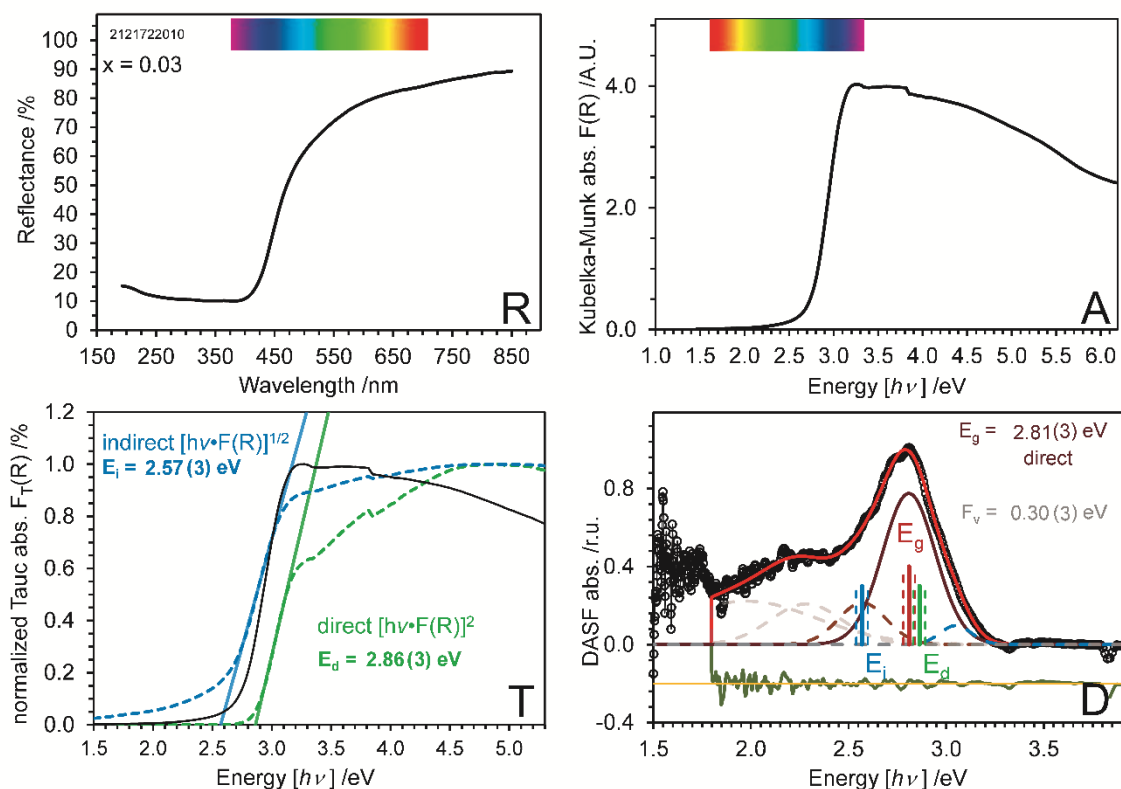 2121722010
x = 0.03
100
90
80
70
60
50
40
30
20
10
0
Reflectance /%
150 250 350 450 550 650 750 850
Wavelength /nm
R
4.0
2.0
0.0
Kubelka-Munk abs. F(R) /A.U.
1.0 1.5 2.0 2.5 3.0 3.5 4.0 4.5 5.0 5.5 6.0
Energy [hν] /eV
A
1.2
1.0
0.8
0.6
0.4
0.2
0.0
normalized Tauc abs. F_T(R) /%
indirect [hν•F(R)]^1/2
E_i = 2.57(3) eV
direct [hν•F(R)]^2
E_d = 2.86(3) eV
1.5 2.0 2.5 3.0 3.5 4.0 4.5 5.0
Energy [hν] /eV
T
0.8
0.4
0.0
-0.4
DASF abs. /r.u.
E_g = 2.81(3) eV
direct
F_v = 0.30(3) eV
E_g
E_i E_d
1.5 2.0 2.5 3.0 3.5
Energy [hν] /eV
D